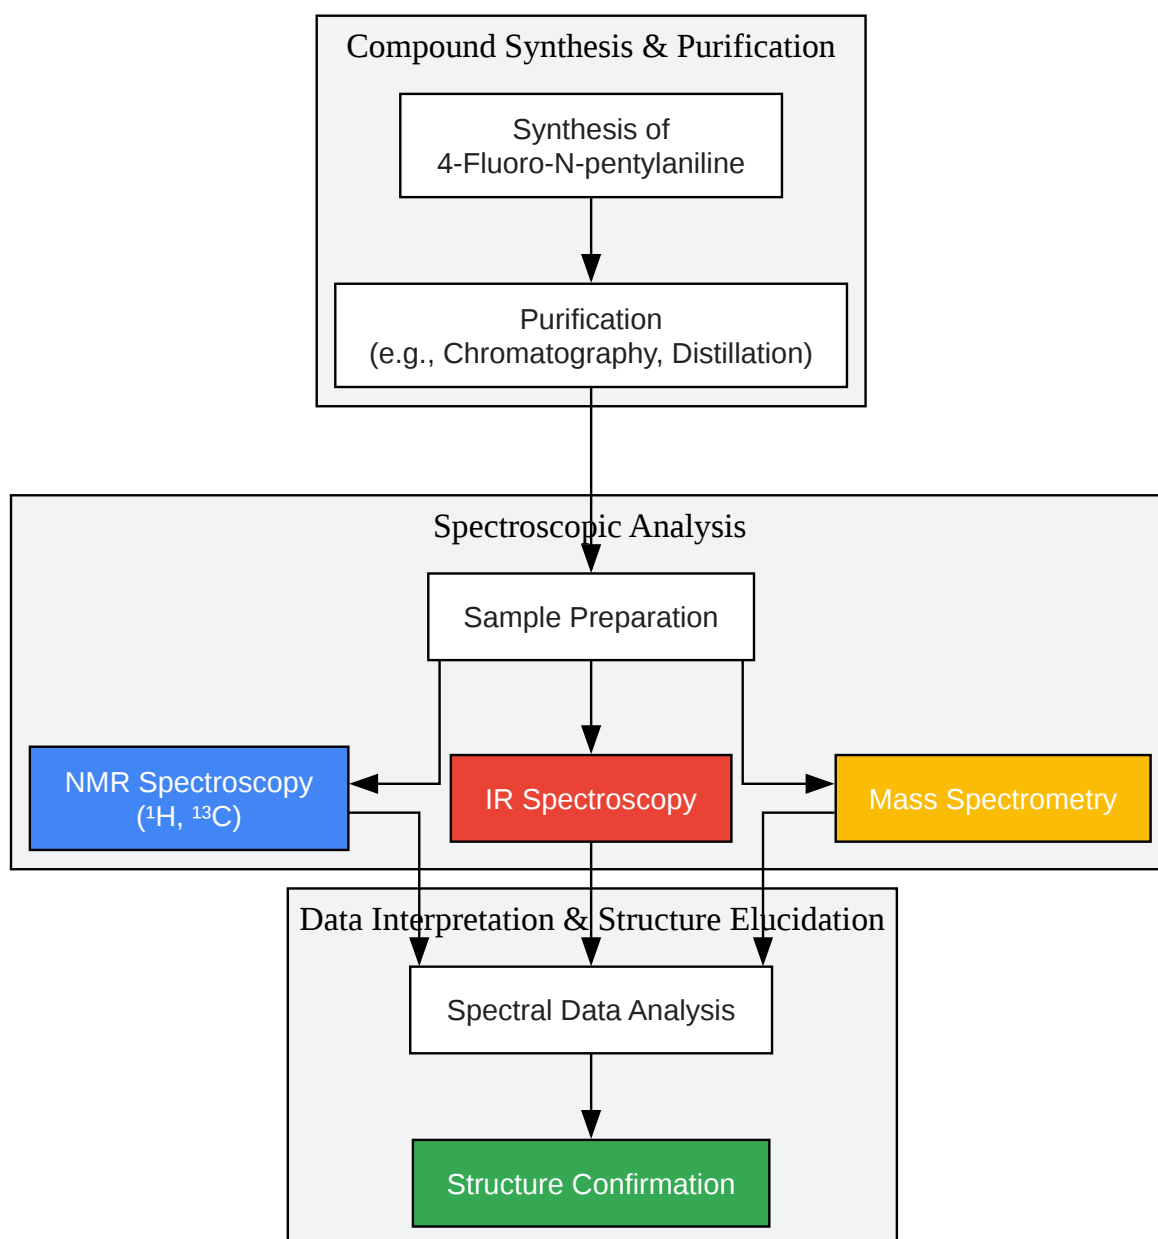 Compound Synthesis & Purification
Synthesis of
4-Fluoro-N-pentylaniline
Purification
(e.g., Chromatography, Distillation)
Spectroscopic Analysis
Sample Preparation
NMR Spectroscopy
(¹H, ¹³C)
IR Spectroscopy
Mass Spectrometry
Data Interpretation & Structure Elucidation
Spectral Data Analysis
Structure Confirmation